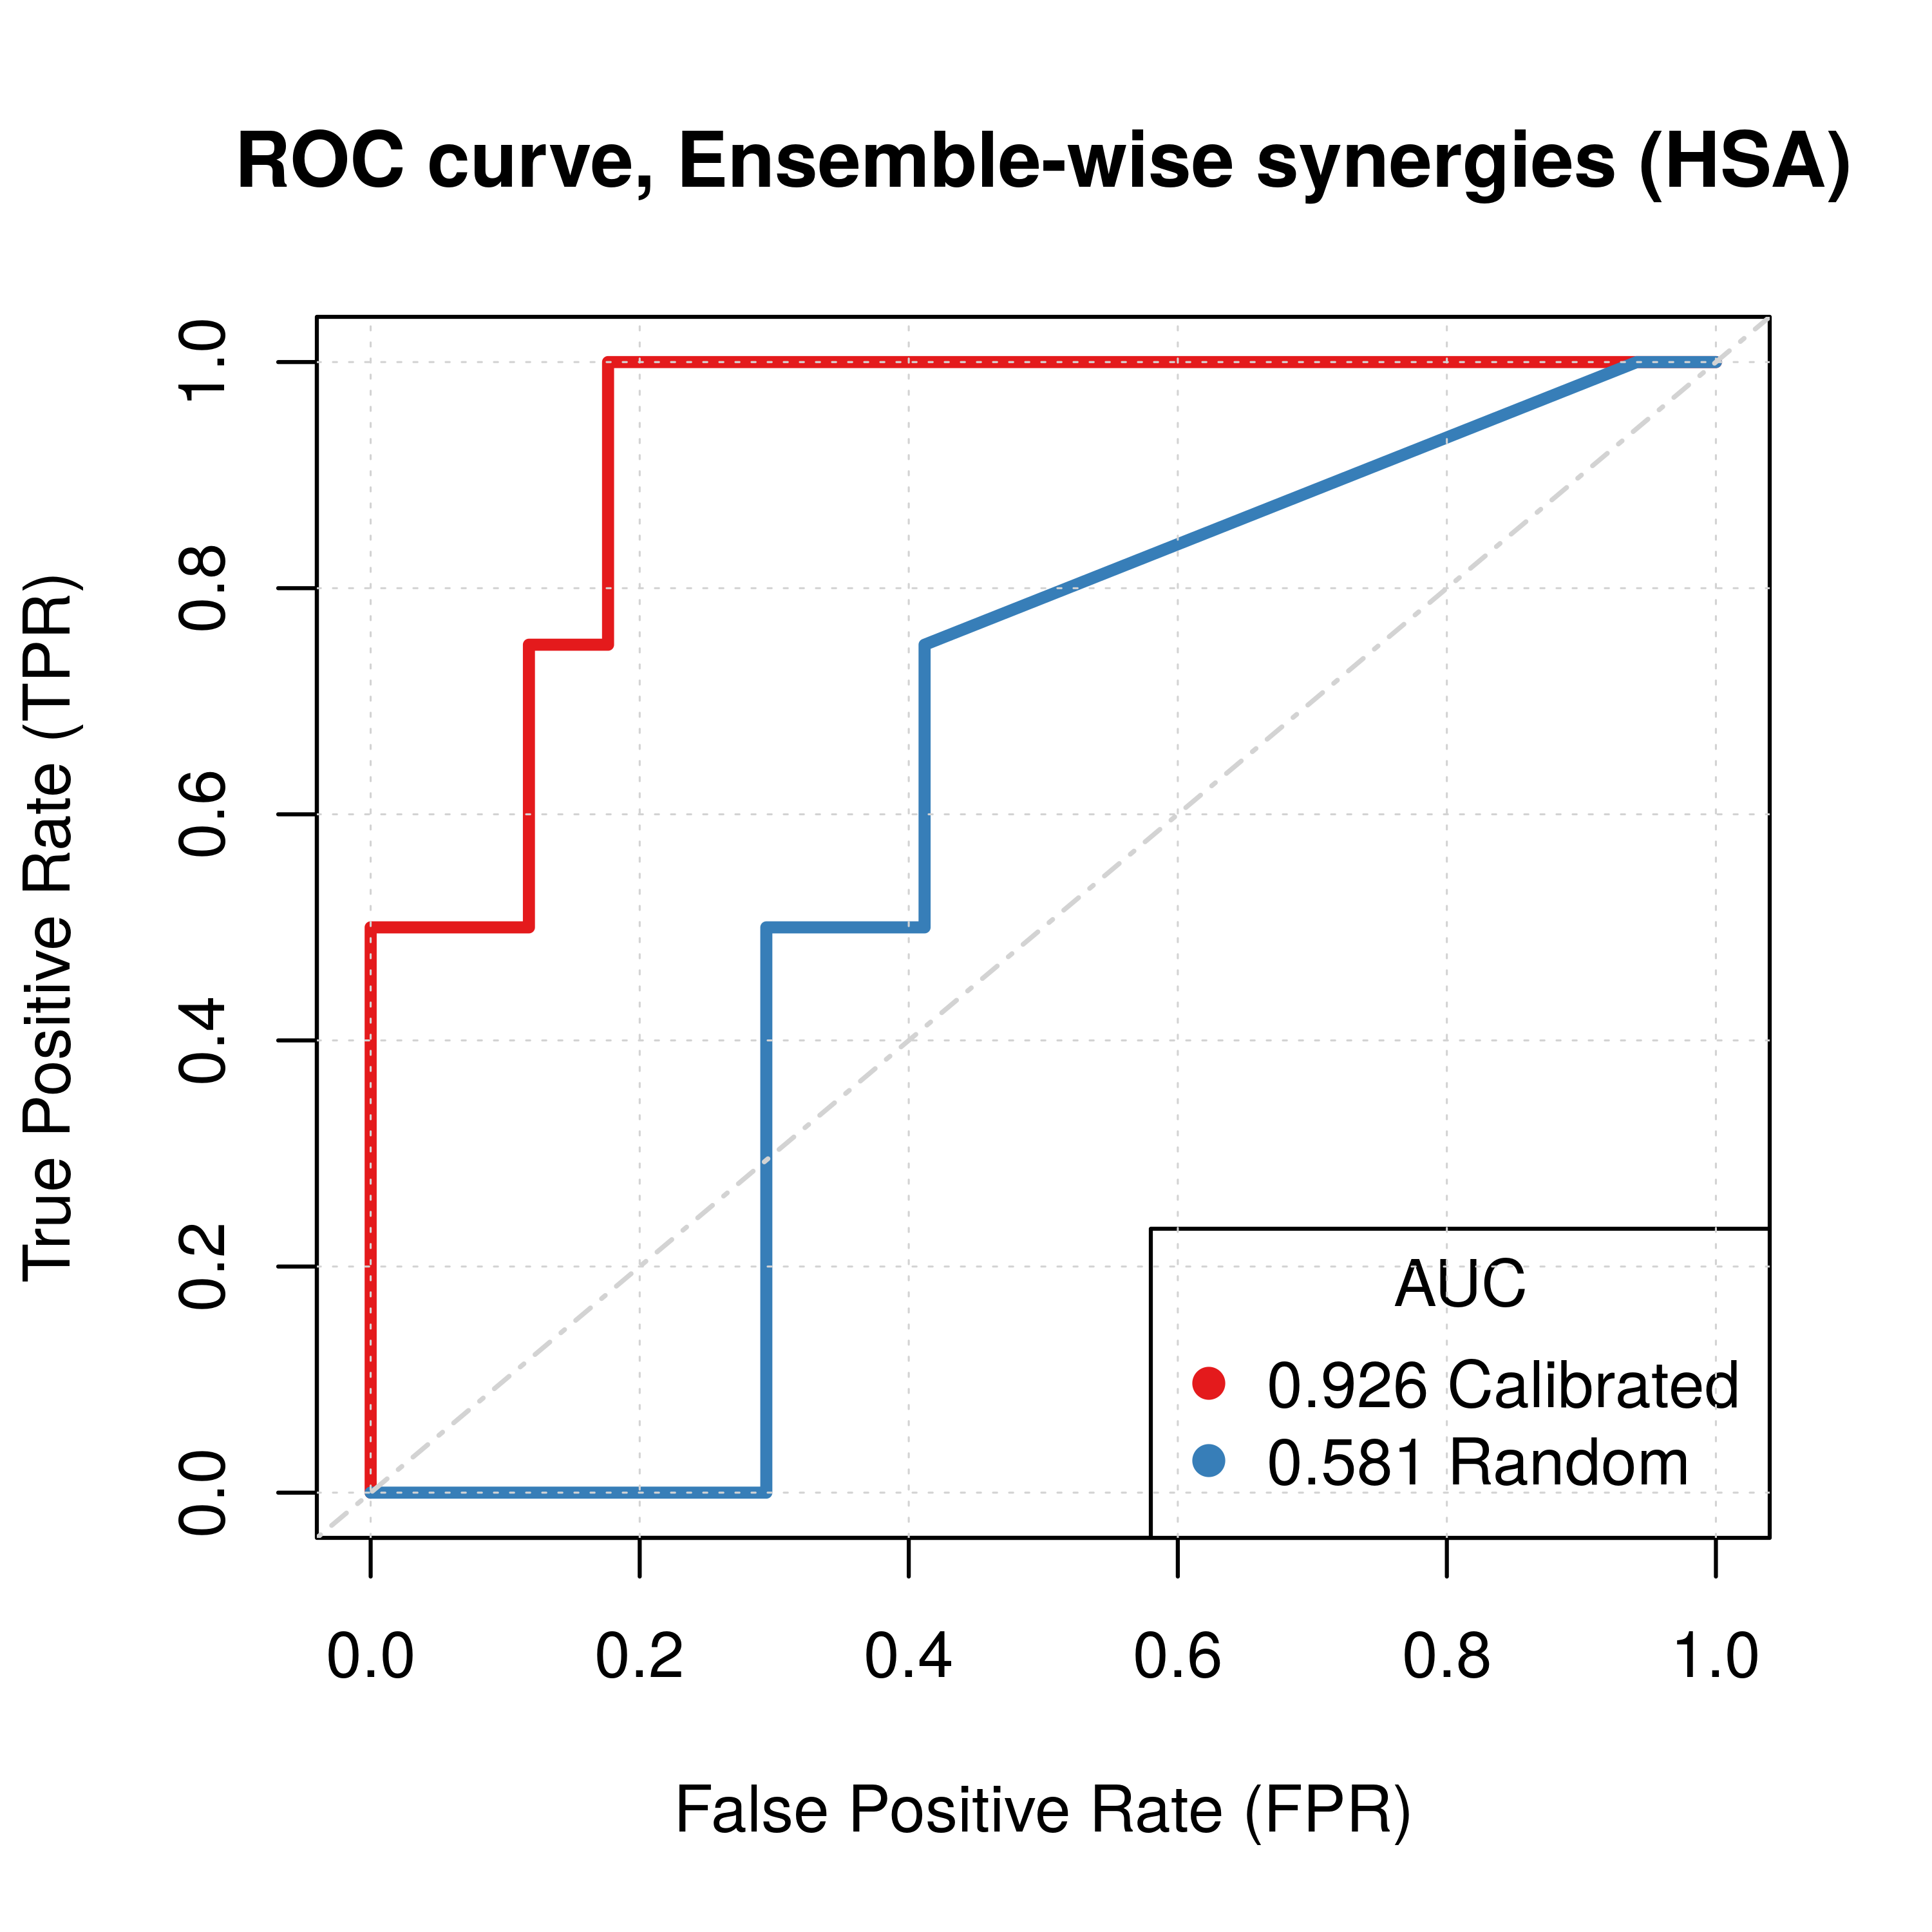 ROC curve, Ensemble-wise synergies (HSA)
True Positive Rate (TPR)
1.0
0.8
0.6
0.4
0.2
0.0
AUC
0.926 Calibrated
0.581 Random
0.0 0.2 0.4 0.6 0.8 1.0
False Positive Rate (FPR)